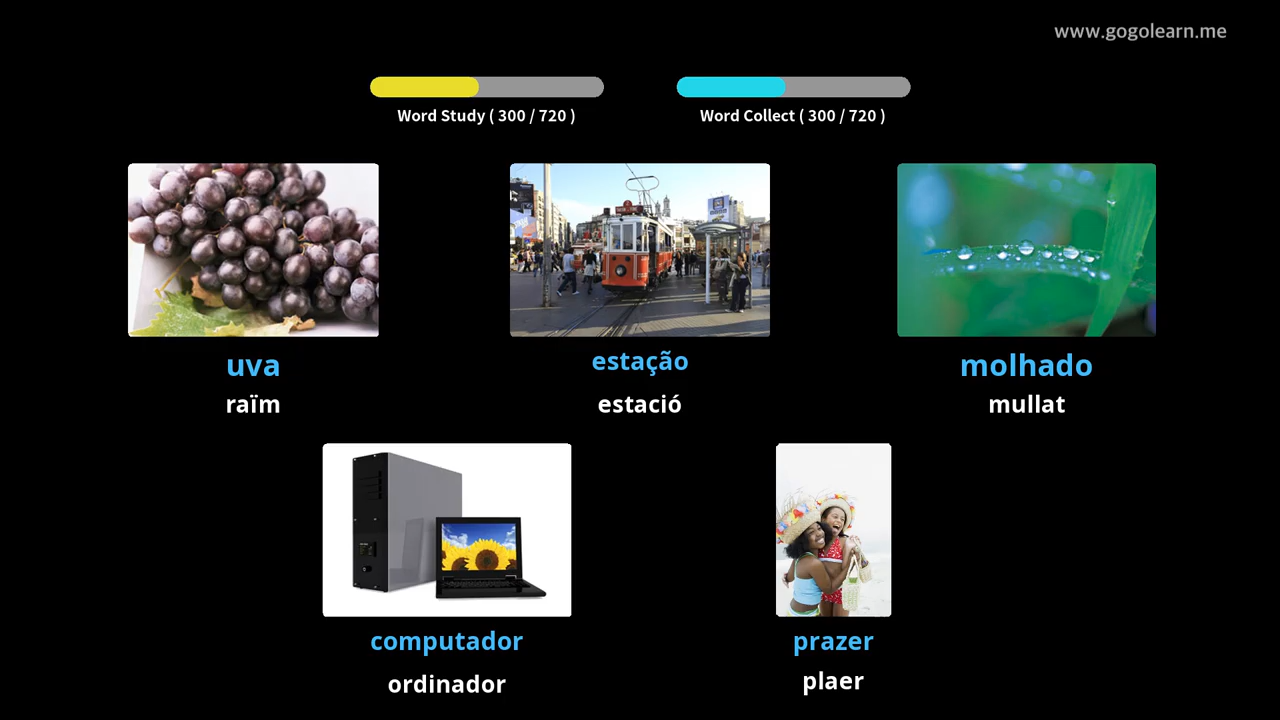 www.gogolearn.me
Word Study ( 300 / 720 )
Word Collect ( 300 / 720 )
uva
estação
molhado
raïm
estació
mullat
computador
prazer
ordinador
plaer